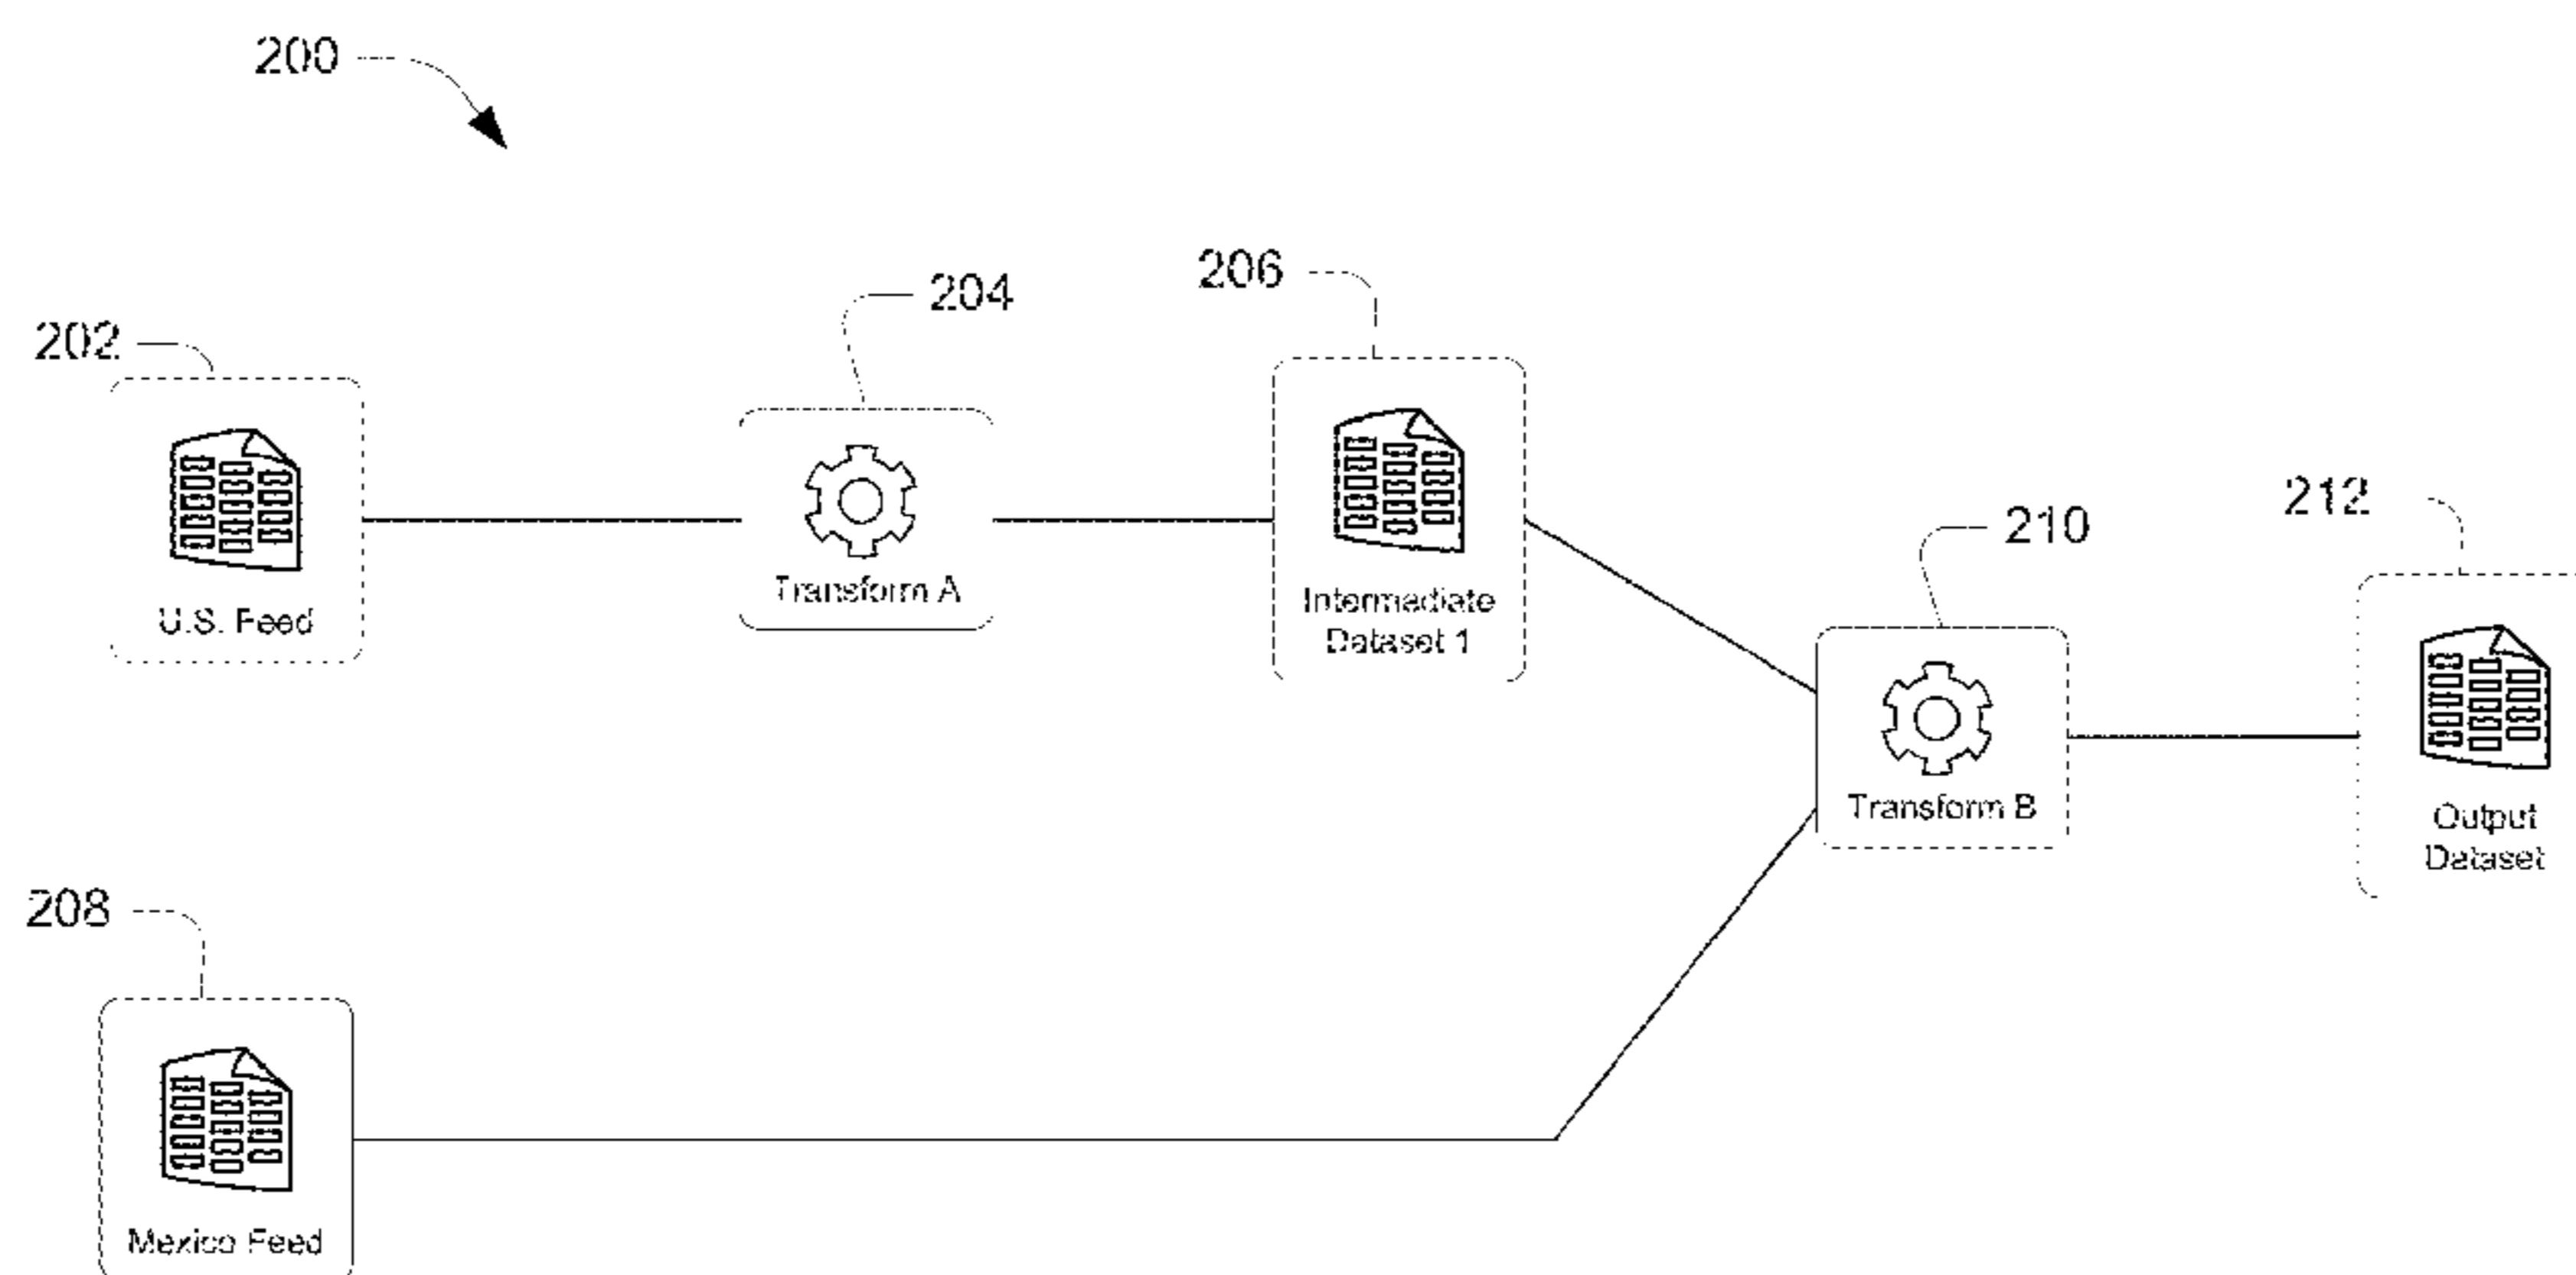 200
202
204
206
U.S. Feed
Transform A
Intermediate
Dataset 1
210
212
Transform B
Output
Dataset
208
Mexico Feed